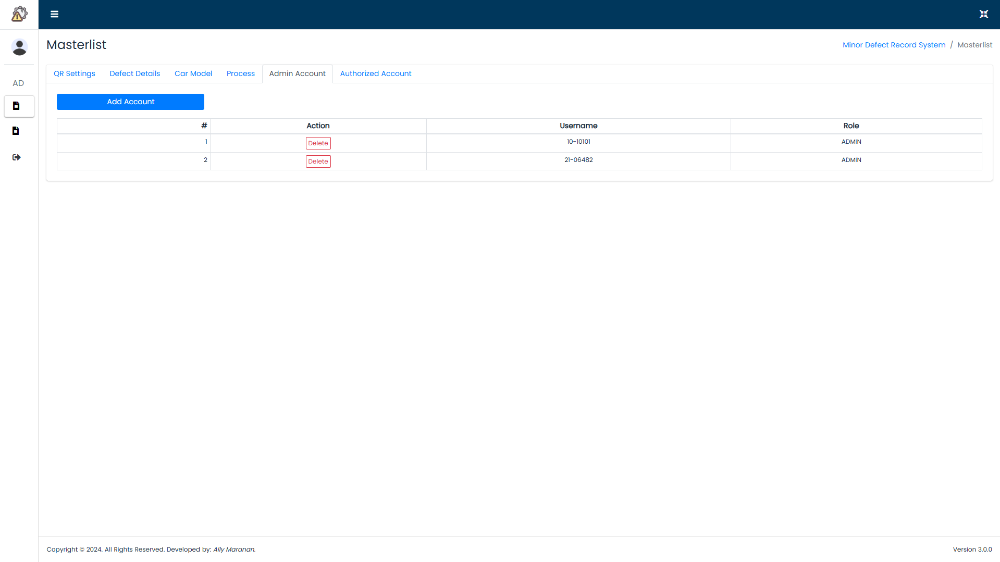 Masterlist
Minor Defect Record System / Masterlist
QR Settings Defect Details Car Model Process Admin Account Authorized Account
AD
Add Account
# Action Username Role
1 Delete 10-10101 ADMIN
2 Delete 21-06482 ADMIN
Copyright © 2024. All Rights Reserved. Developed by: Ally Maranan.
Version 3.0.0